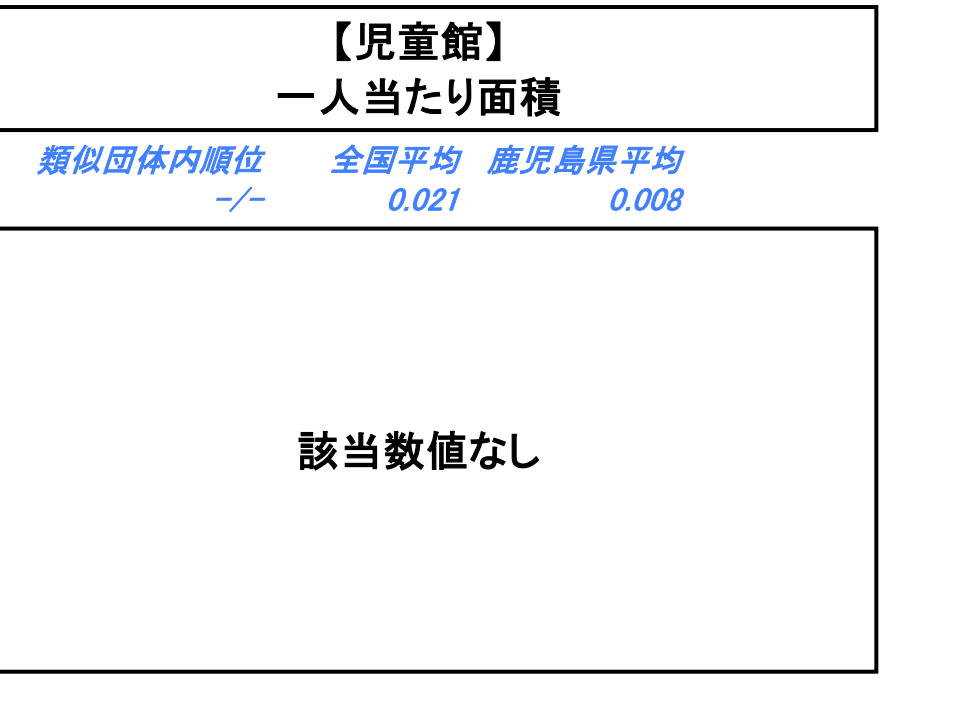 【児童館】
一人当たり面積
類似団体内順位 全国平均 鹿児島県平均
-/- 0.021 0.008
該当数値なし